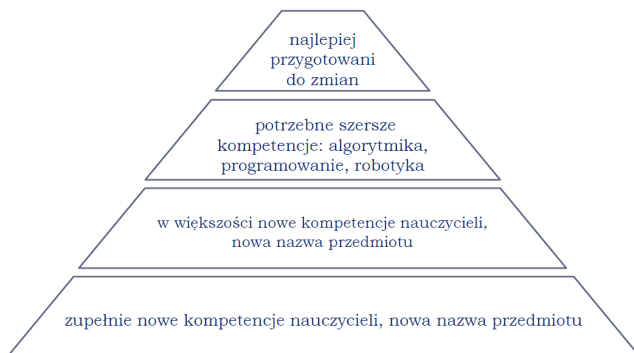 najlepiej
przygotowani
do zmian
potrzebne szersze
kompetencje: algorytmika,
programowanie, robotyka
w większości nowe kompetencje nauczycieli,
nowa nazwa przedmiotu
zupełnie nowe kompetencje nauczycieli, nowa nazwa przedmiotu